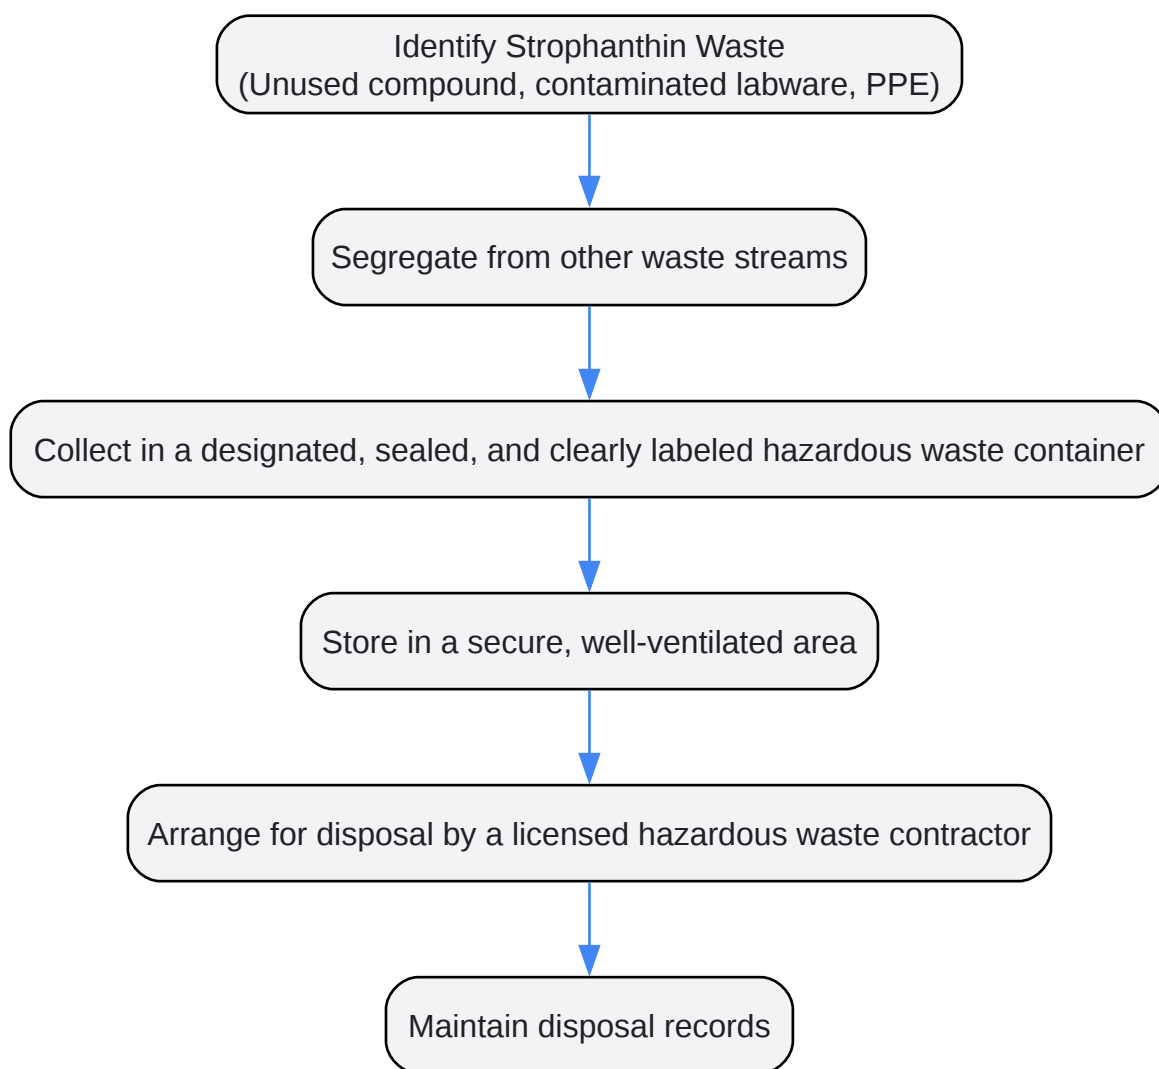 Identify Strophanthin Waste
(Unused compound, contaminated labware, PPE)
Segregate from other waste streams
Collect in a designated, sealed, and clearly labeled hazardous waste container
Store in a secure, well-ventilated area
Arrange for disposal by a licensed hazardous waste contractor
Maintain disposal records